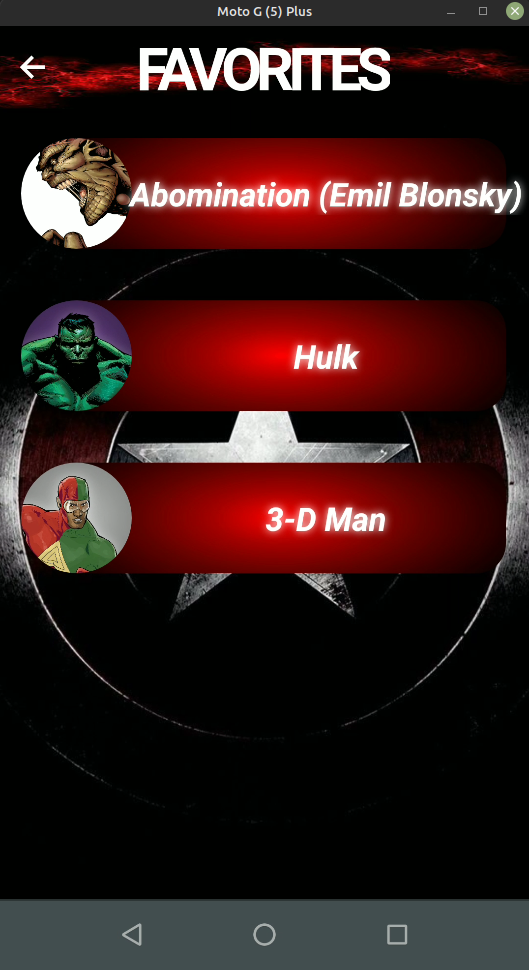 Moto G (5) Plus
FAVORITES
Abomination (Emil Blonsky)
Hulk
3-D Man